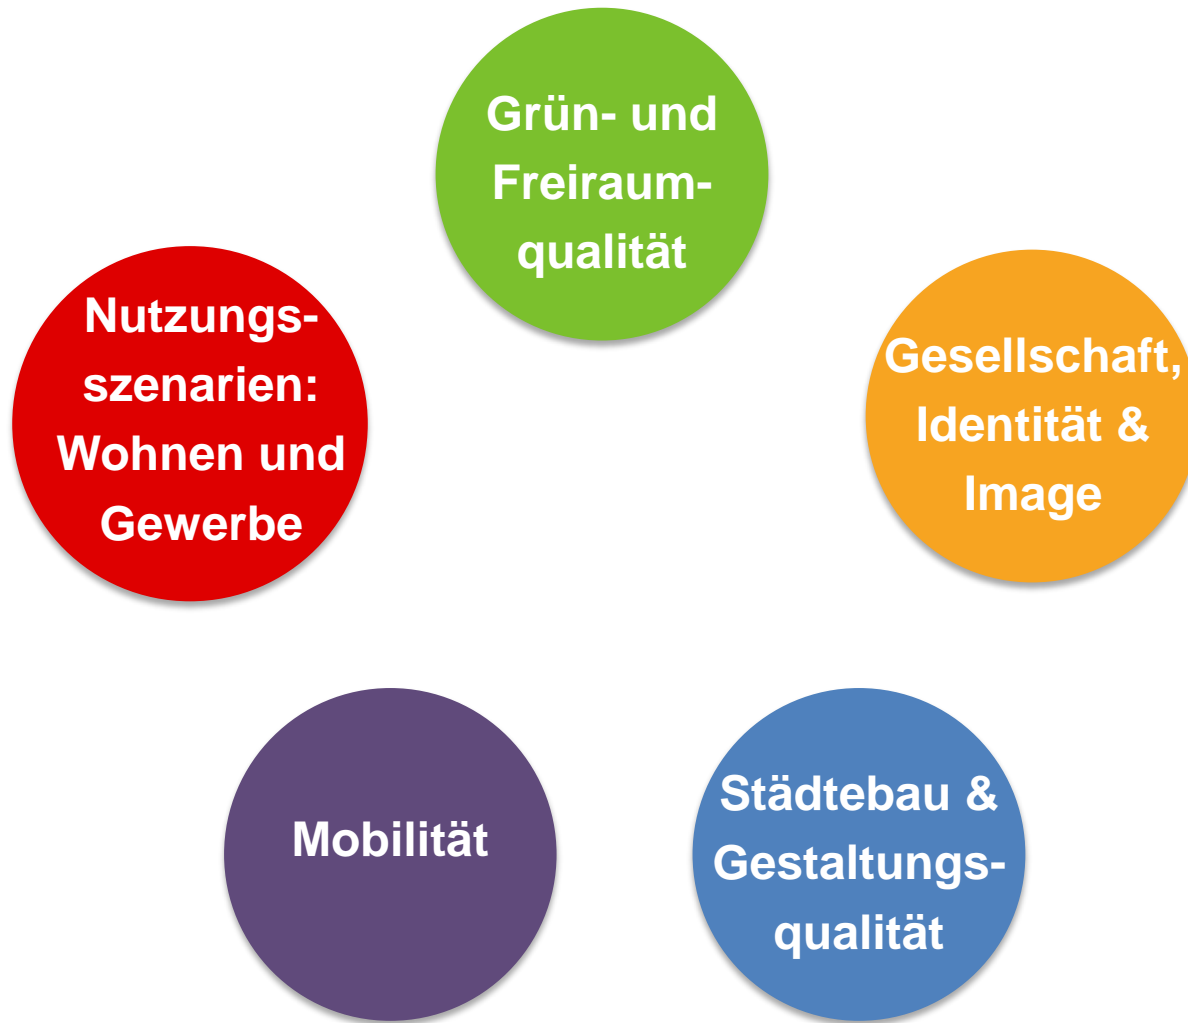 Grün- und
Freiraum-
qualität
Nutzungs-
szenarien:
Wohnen und
Gewerbe
Gesellschaft,
Identität &
Image
Mobilität
Städtebau &
Gestaltungs-
qualität